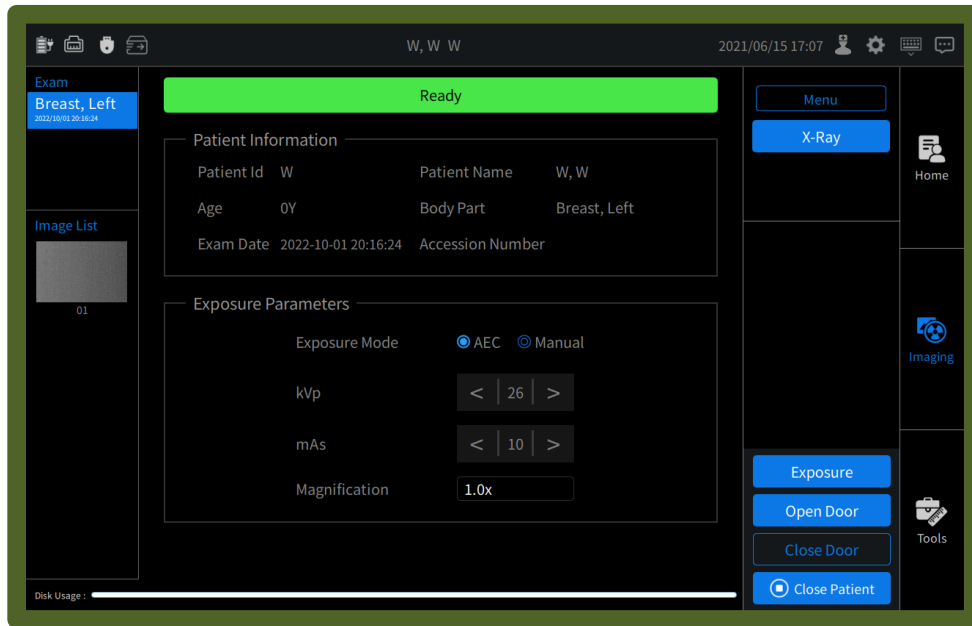 W, W W
2021/06/15 17:07
Exam
Breast, Left
2022/10/01 20:16:24
Image List
01
Ready
Patient Information
Patient Id W Patient Name W, W
Age 0Y Body Part Breast, Left
Exam Date 2022-10-01 20:16:24 Accession Number
Exposure Parameters
Exposure Mode AEC Manual
kVp < 26 >
mAs < 10 >
Magnification 1.0x
Menu
X-Ray
Exposure
Open Door
Close Door
Close Patient
Home
Imaging
Tools
Disk Usage :